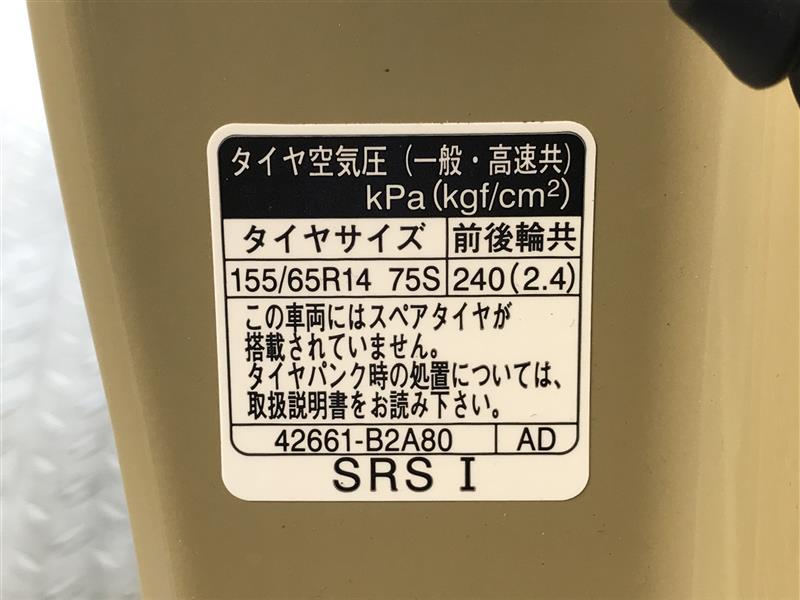 タイヤ空気圧（一般・高速共）
kPa(kgf/cm²)
タイヤサイズ 前後輪共
155/65R14 75S 240(2.4)
この車両にはスペアタイヤが
搭載されていません。
タイヤパンク時の処置については、
取扱説明書をお読み下さい。
42661-B2A80 AD
SRS I